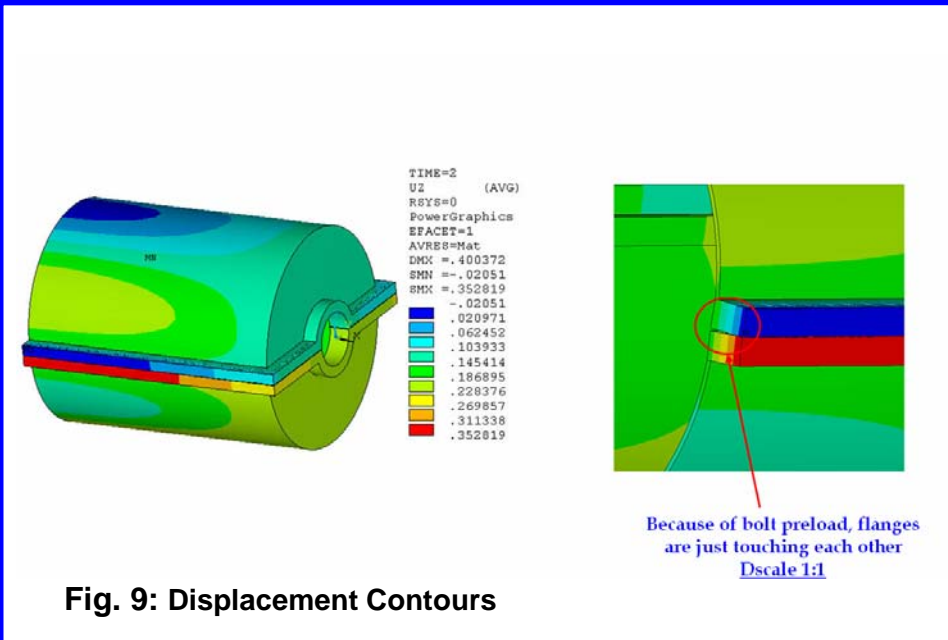 TIME=2
UZ (AVG)
RSYS=0
PowerGraphics
EFACET=1
AVRES=Mat
DMX =.400372
SMN =-.02051
SMX =.352819
-.02051
.020971
.062452
.103933
.145414
.186895
.228376
.269857
.311338
.352819
MN
Because of bolt preload, flanges
are just touching each other
Dscale 1:1
Fig. 9: Displacement Contours